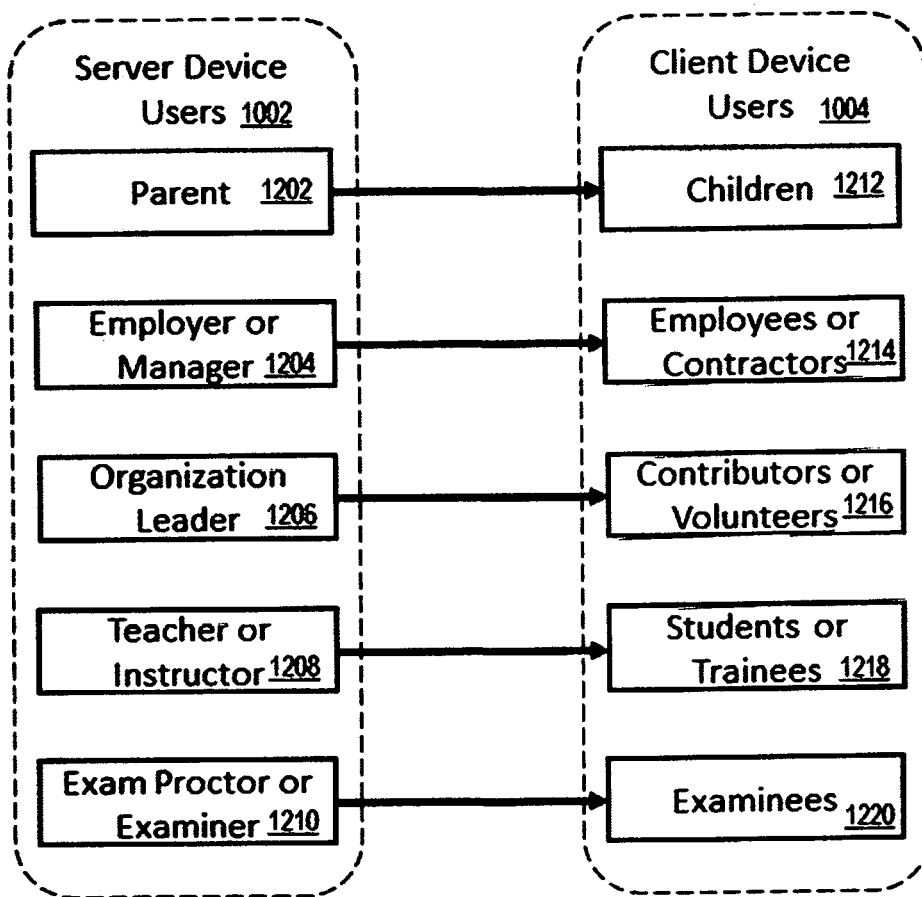 Server Device
Users 1002
Parent 1202
Employer or
Manager 1204
Organization
Leader 1206
Teacher or
Instructor 1208
Exam Proctor or
Examiner 1210
Client Device
Users 1004
Children 1212
Employees or
Contractors 1214
Contributors or
Volunteers 1216
Students or
Trainees 1218
Examinees 1220